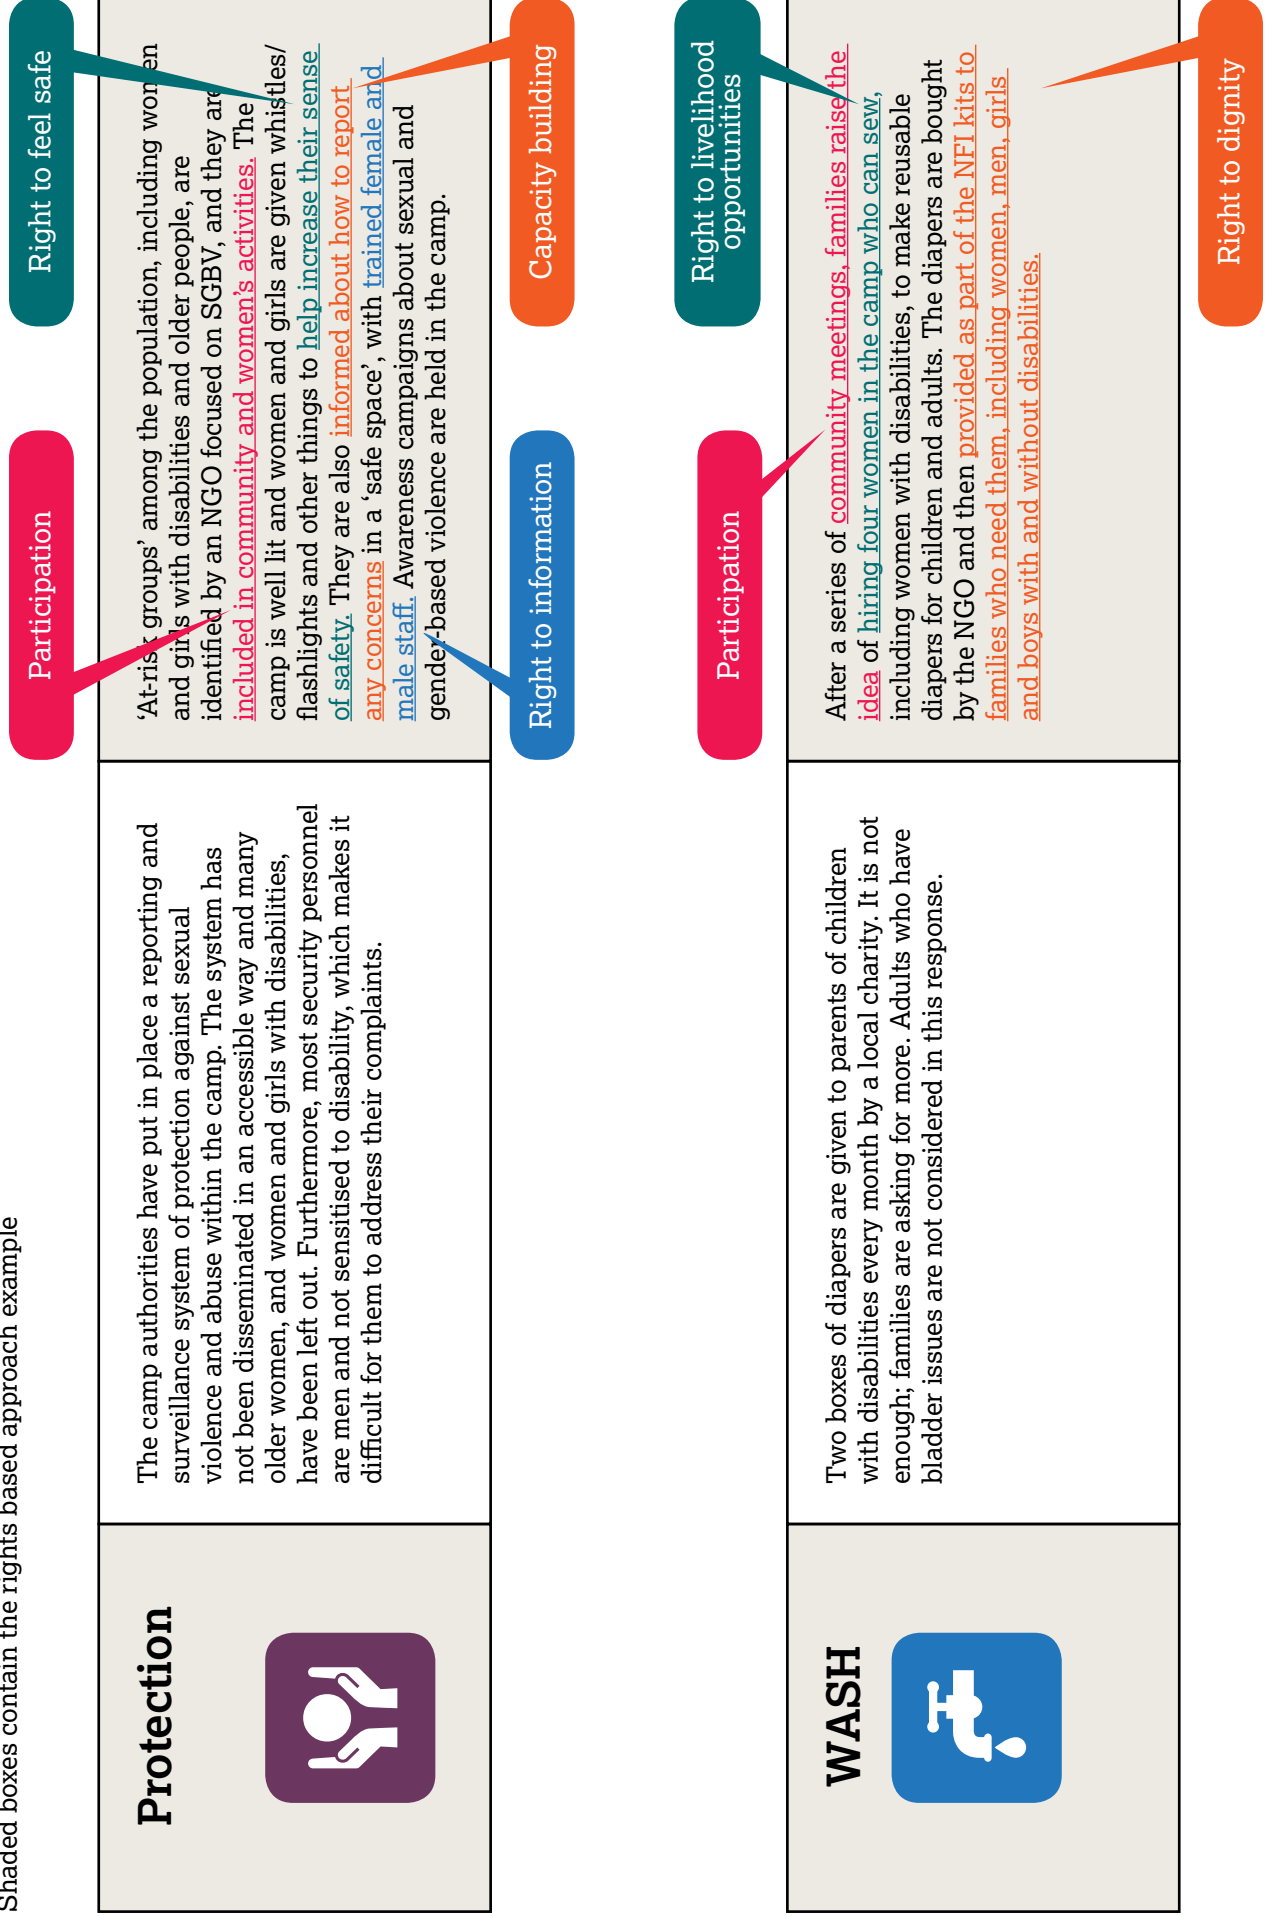 Shaded boxes contain the rights based approach example
Participation
Right to feel safe
Protection
The camp authorities have put in place a reporting and
surveillance system of protection against sexual
violence and abuse within the camp. The system has
not been disseminated in an accessible way and many
older women, and women and girls with disabilities,
have been left out. Furthermore, most security personnel
are men and not sensitised to disability, which makes it
difficult for them to address their complaints.
‘At-risk groups’ among the population, including women
and girls with disabilities and older people, are
identified by an NGO focused on SGBV, and they are
included in community and women’s activities. The
camp is well lit and women and girls are given whistles/
flashlights and other things to help increase their sense
of safety. They are also informed about how to report
any concerns in a ‘safe space’, with trained female and
male staff. Awareness campaigns about sexual and
gender-based violence are held in the camp.
Right to information
Capacity building
Participation
Right to livelihood
opportunities
WASH
Two boxes of diapers are given to parents of children
with disabilities every month by a local charity. It is not
enough; families are asking for more. Adults who have
bladder issues are not considered in this response.
After a series of community meetings, families raise the
idea of hiring four women in the camp who can sew,
including women with disabilities, to make reusable
diapers for children and adults. The diapers are bought
by the NGO and then provided as part of the NFI kits to
families who need them, including women, men, girls
and boys with and without disabilities.
Right to dignity